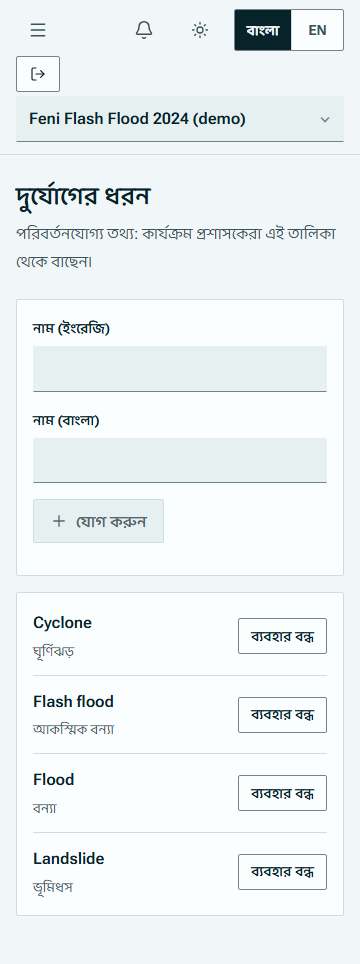 বাংলা
EN
Feni Flash Flood 2024 (demo)
দুর্যোগের ধরন
পরিবর্তনযোগ্য তথ্য: কার্যক্রম প্রশাসকেরা এই তালিকা
থেকে বাছেন।
নাম (ইংরেজি)
নাম (বাংলা)
+ যোগ করুন
Cyclone
ঘূর্ণিঝড়
ব্যবহার বন্ধ
Flash flood
আকস্মিক বন্যা
ব্যবহার বন্ধ
Flood
বন্যা
ব্যবহার বন্ধ
Landslide
ভূমিধস
ব্যবহার বন্ধ